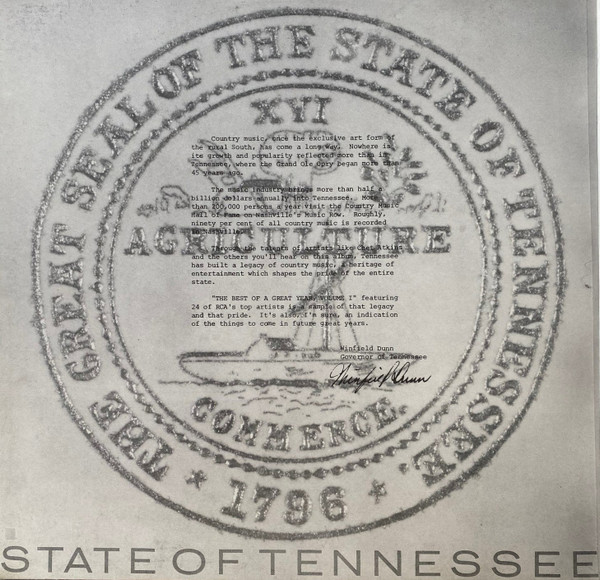 THE GREAT SEAL OF THE STATE OF TENNESSEE
XVI
Country music, once the exclusive art form of
the rural South, has come a long way. Nowhere is
its growth and popularity reflected more than in
Tennessee, where the Grand Ole Opry began more than
45 years ago.
The music industry brings more than half a
billion dollars annually into Tennessee. More
than 200,000 persons a year visit the Country Music
Hall of Fame on Nashville's Music Row. Roughly,
ninety per cent of all country music is recorded
in Nashville.
AGRICULTURE
Through the talents of artists like Chet Atkins
and the others you'll hear on this album, Tennessee
has built a legacy of country music, a heritage of
entertainment which shapes the pride of the entire
state.
"THE BEST OF A GREAT YEAR, VOLUME I" featuring
24 of RCA's top artists is a sample of that legacy
and that pride. It's also, I'm sure, an indication
of the things to come in future great years.
Winfield Dunn
Governor of Tennessee
Winfield Dunn
COMMERCE.
1796
STATE OF TENNESSEE